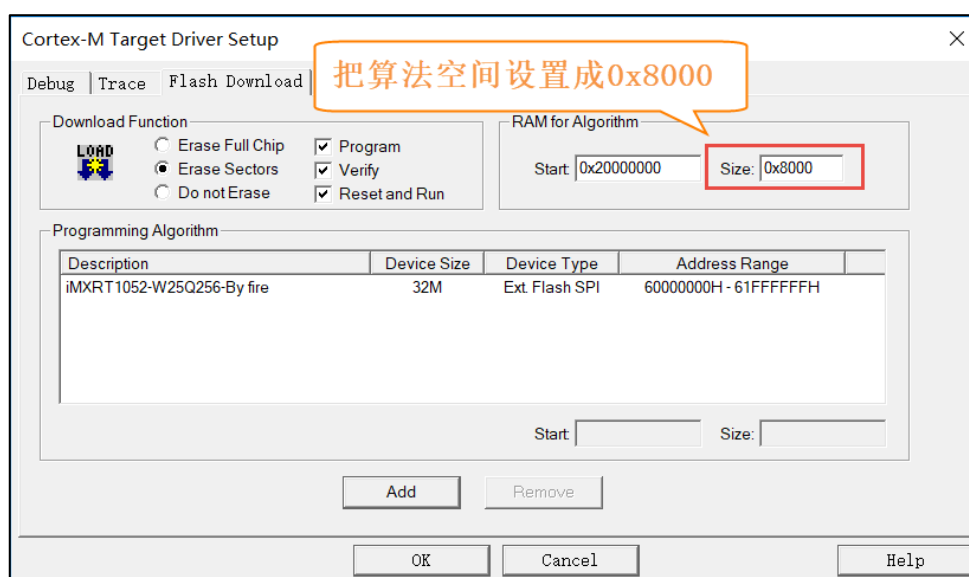 Cortex-M Target Driver Setup
把算法空间设置成0x8000
Debug Trace Flash Download
Download Function
LOAD
Erase Full Chip
Erase Sectors
Do not Erase
Program
Verify
Reset and Run
RAM for Algorithm
Start: 0x20000000 Size: 0x8000
Programming Algorithm
Description Device Size Device Type Address Range
iMXRT1052-W25Q256-By fire 32M Ext. Flash SPI 60000000H - 61FFFFFFH
Start: Size:
Add Remove
OK Cancel Help